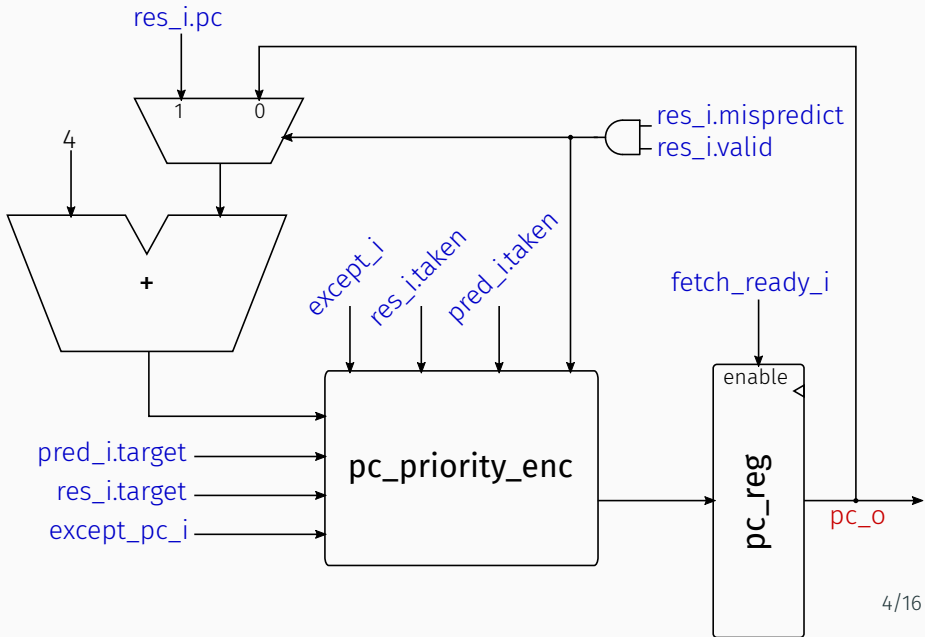 res_i.pc
1 0
res_i.mispredict
res_i.valid
4
+
except_i
res_i.taken
pred_i.taken
fetch_ready_i
enable
pred_i.target
res_i.target
except_pc_i
pc_priority_enc
pc_reg
pc_o
4/16